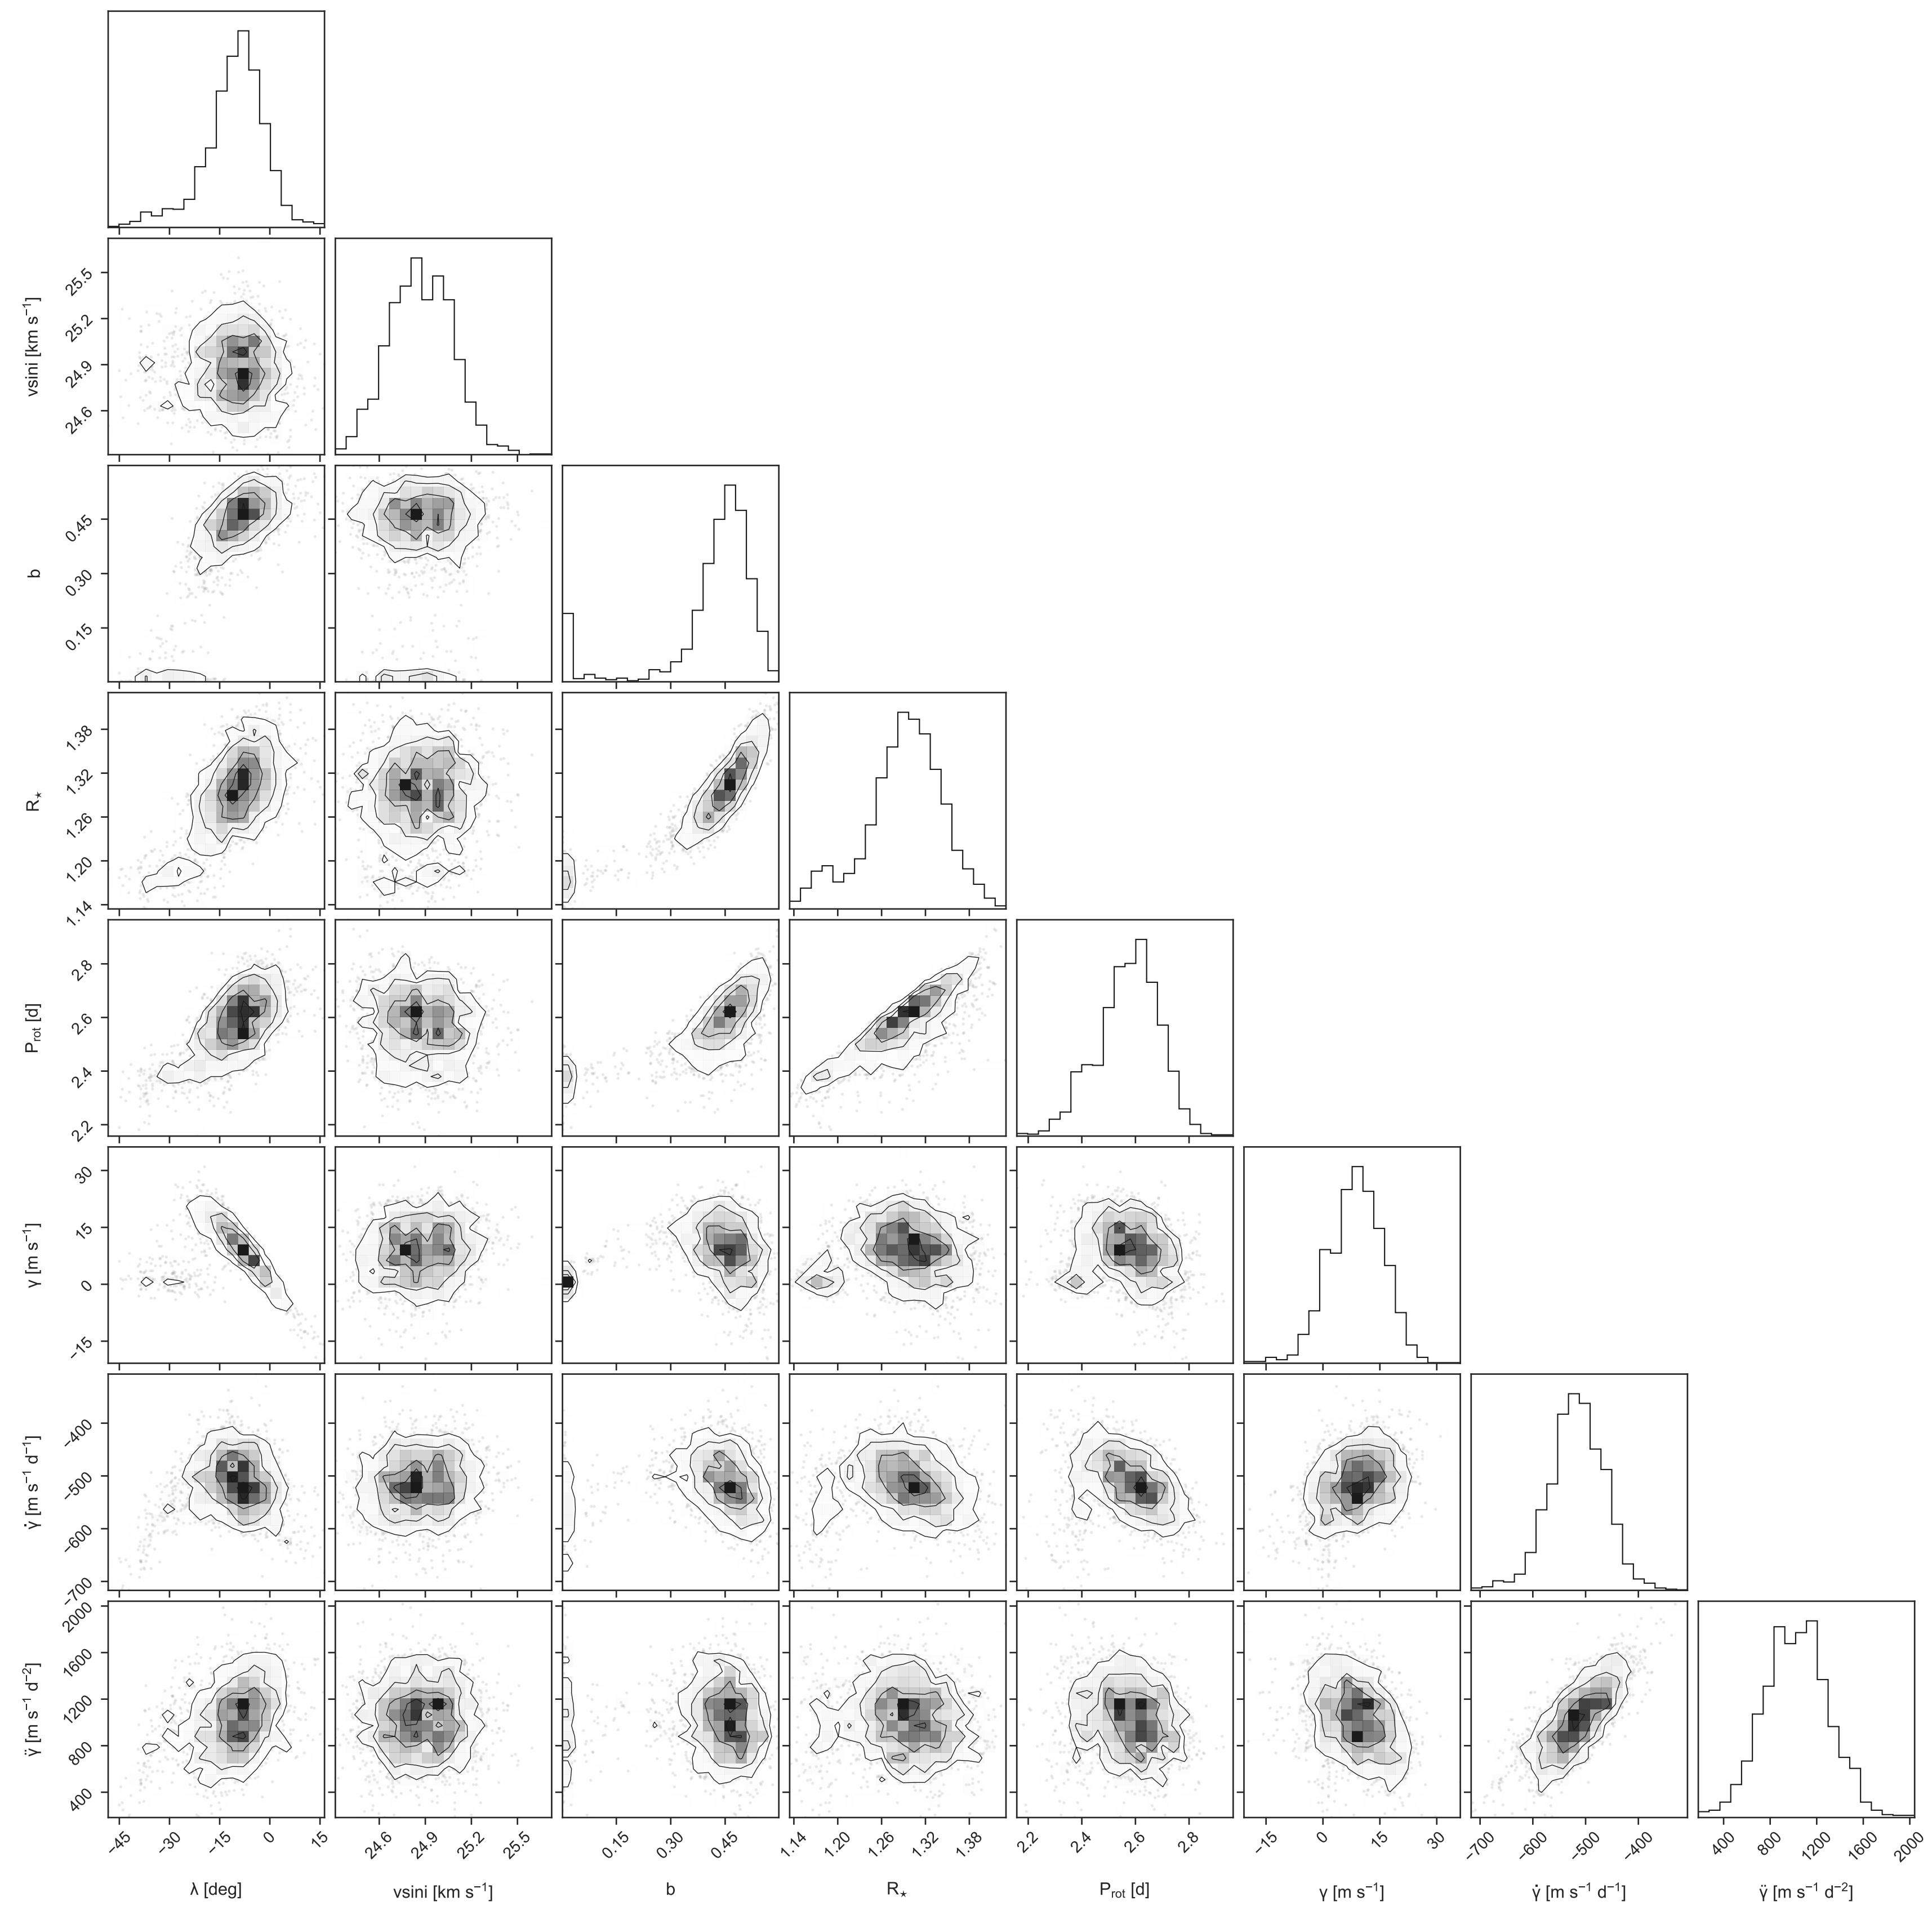 25.5
25.2
24.9
24.6
vsini [km s⁻¹]
0.45
0.30
0.15
b
1.38
1.32
1.26
1.20
1.14
R⋆
2.8
2.6
2.4
2.2
P_rot [d]
30
15
0
−15
γ [m s⁻¹]
−400
−500
−600
−700
γ̇ [m s⁻¹ d⁻¹]
2000
1600
1200
800
400
γ̈ [m s⁻¹ d⁻²]
−45 −30 −15 0 15
24.6 24.9 25.2 25.5
0.15 0.30 0.45
1.14 1.20 1.26 1.32 1.38
2.2 2.4 2.6 2.8
−15 0 15 30
−700 −600 −500 −400
400 800 1200 1600 2000
λ [deg]
vsini [km s⁻¹]
b
R⋆
P_rot [d]
γ [m s⁻¹]
γ̇ [m s⁻¹ d⁻¹]
γ̈ [m s⁻¹ d⁻²]